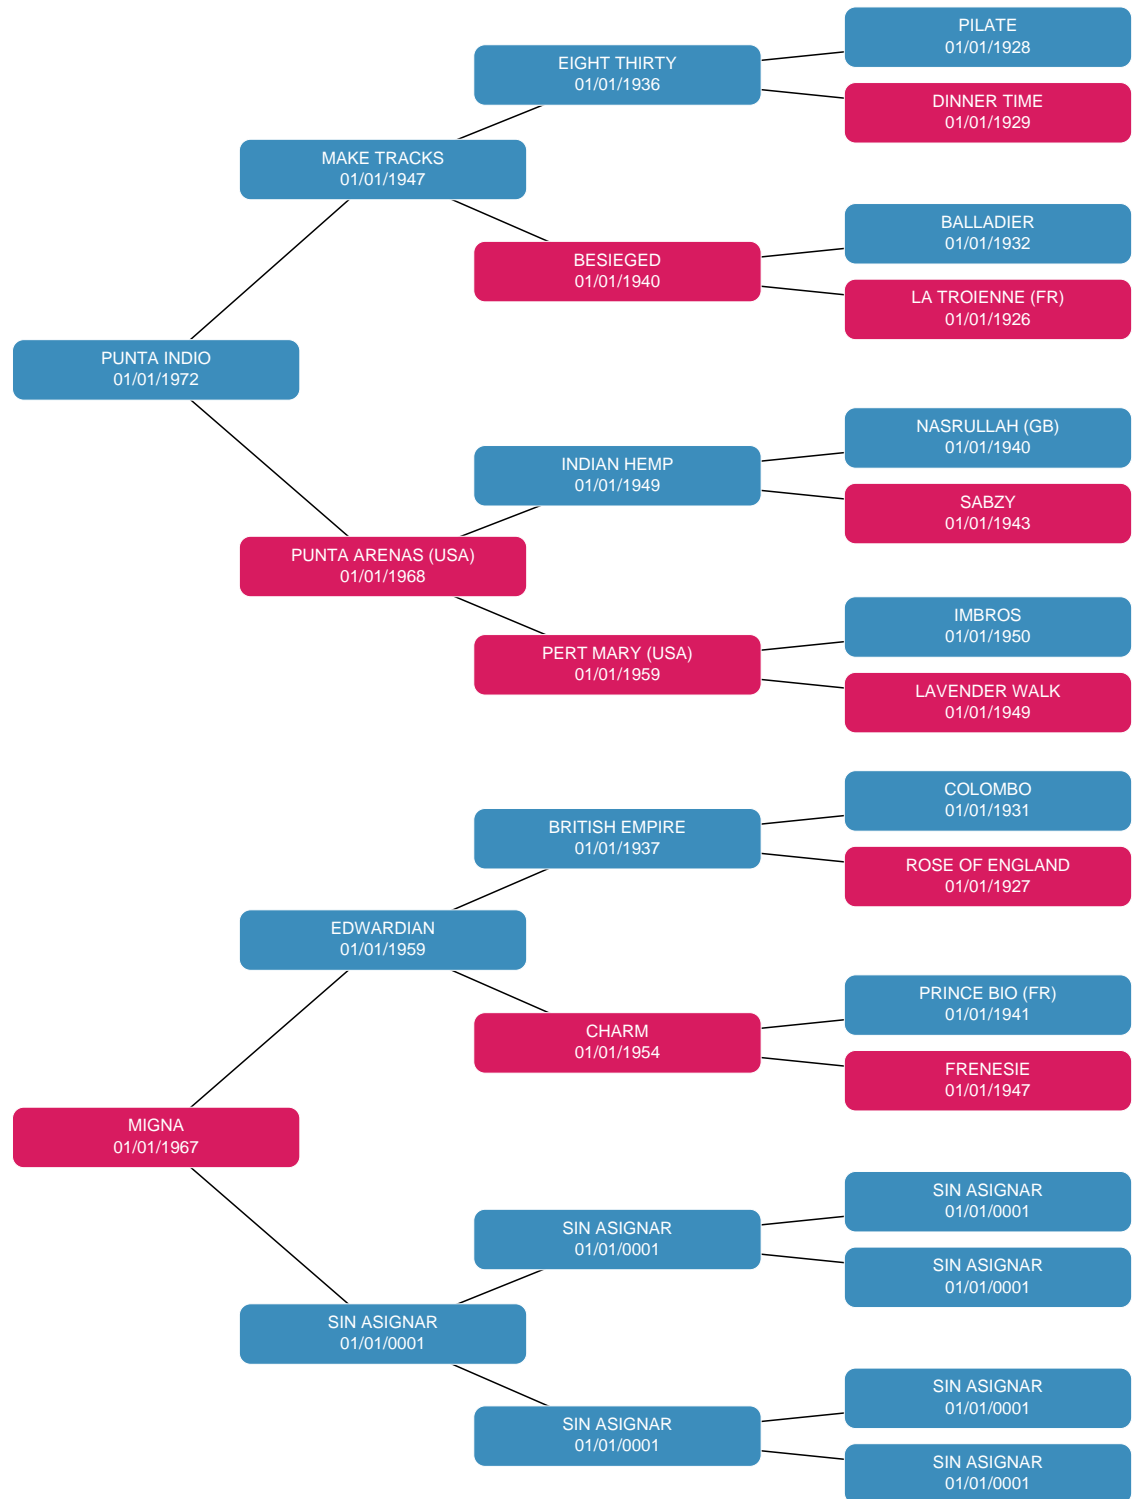 PILATE
01/01/1928
EIGHT THIRTY
01/01/1936
DINNER TIME
01/01/1929
MAKE TRACKS
01/01/1947
BALLADIER
01/01/1932
BESIEGED
01/01/1940
LA TROIENNE (FR)
01/01/1926
PUNTA INDIO
01/01/1972
NASRULLAH (GB)
01/01/1940
INDIAN HEMP
01/01/1949
SABZY
01/01/1943
PUNTA ARENAS (USA)
01/01/1968
IMBROS
01/01/1950
PERT MARY (USA)
01/01/1959
LAVENDER WALK
01/01/1949
COLOMBO
01/01/1931
BRITISH EMPIRE
01/01/1937
ROSE OF ENGLAND
01/01/1927
EDWARDIAN
01/01/1959
PRINCE BIO (FR)
01/01/1941
CHARM
01/01/1954
FRENESIE
01/01/1947
MIGNA
01/01/1967
SIN ASIGNAR
01/01/0001
SIN ASIGNAR
01/01/0001
SIN ASIGNAR
01/01/0001
SIN ASIGNAR
01/01/0001
SIN ASIGNAR
01/01/0001
SIN ASIGNAR
01/01/0001
SIN ASIGNAR
01/01/0001